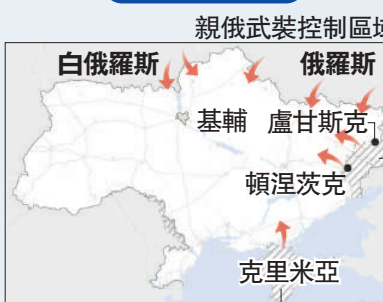 親俄武裝控制區域
白俄羅斯 俄羅斯
基輔 盧甘斯克
頓涅茨克
克里米亞